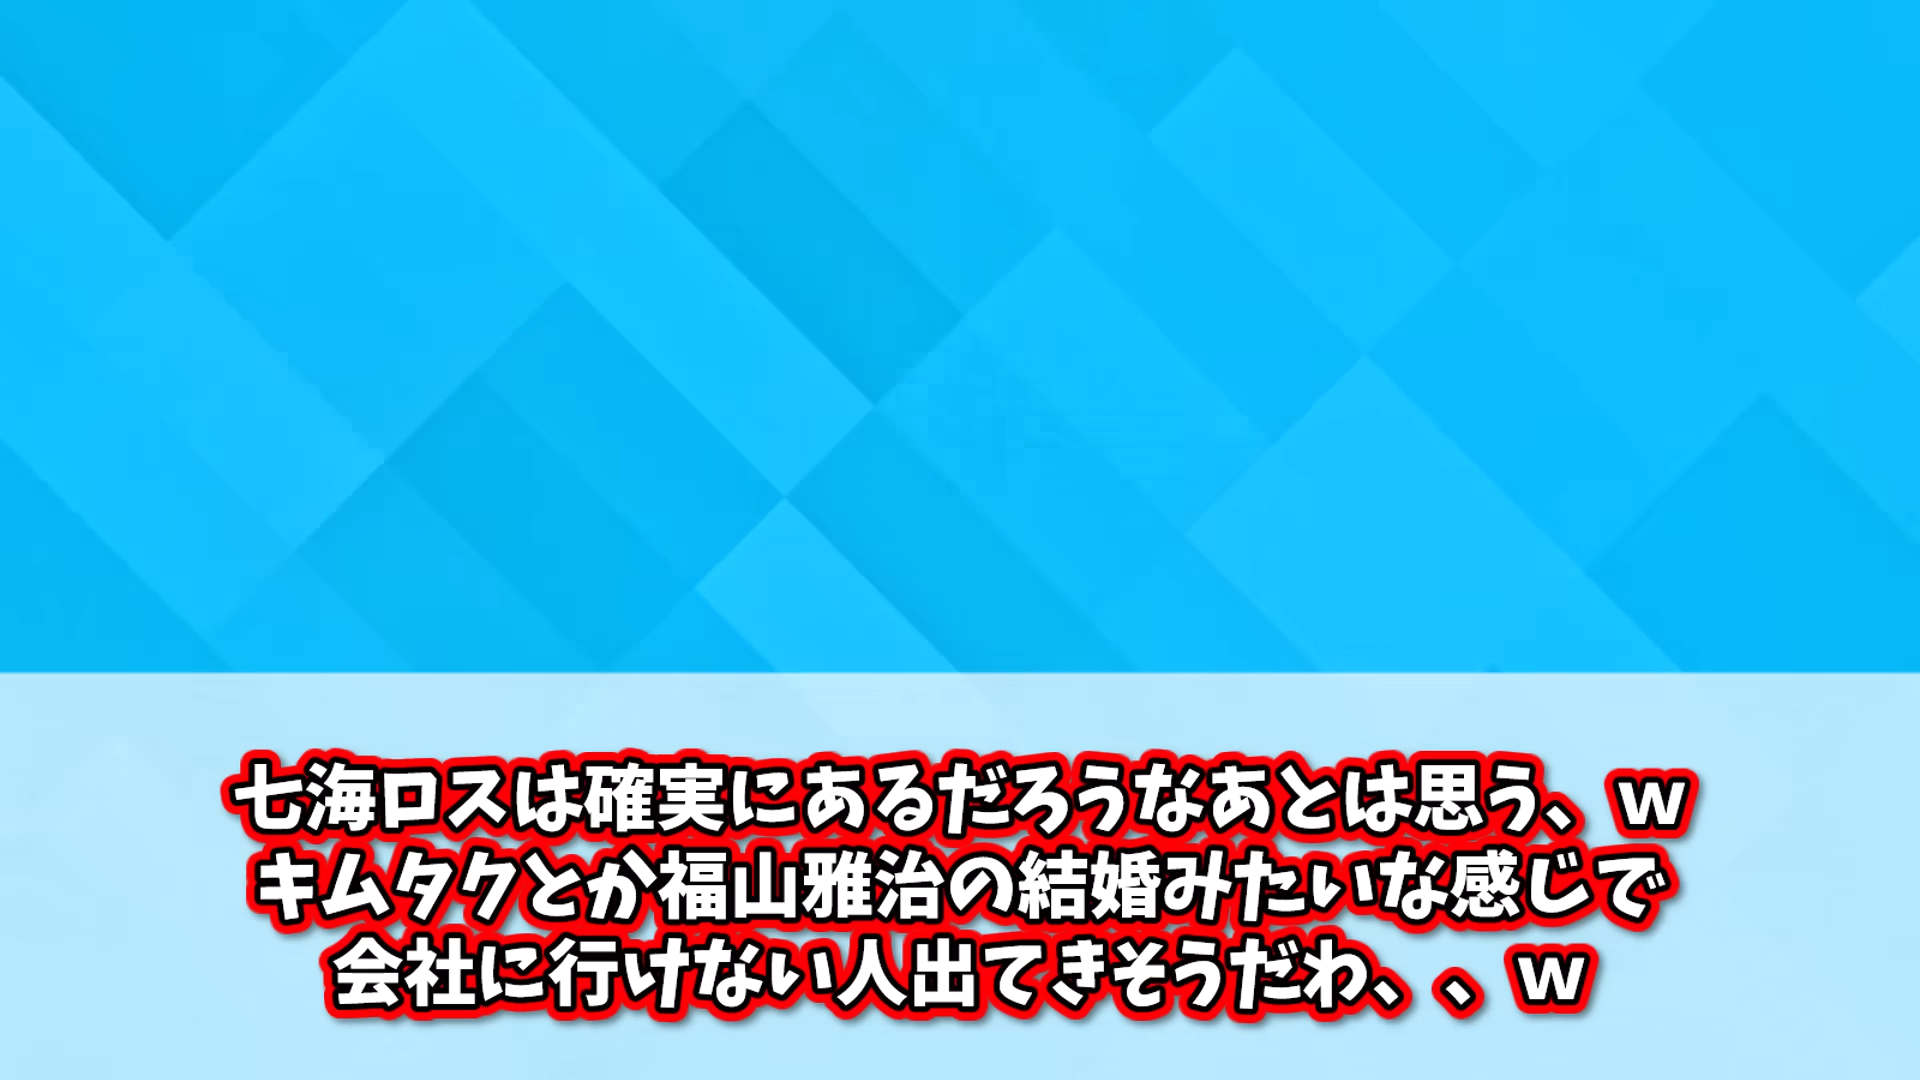 七海ロスは確実にあるだろうなあとは思う、w
キムタクとか福山雅治の結婚みたいな感じで
会社に行けない人出てきそうだわ、、w